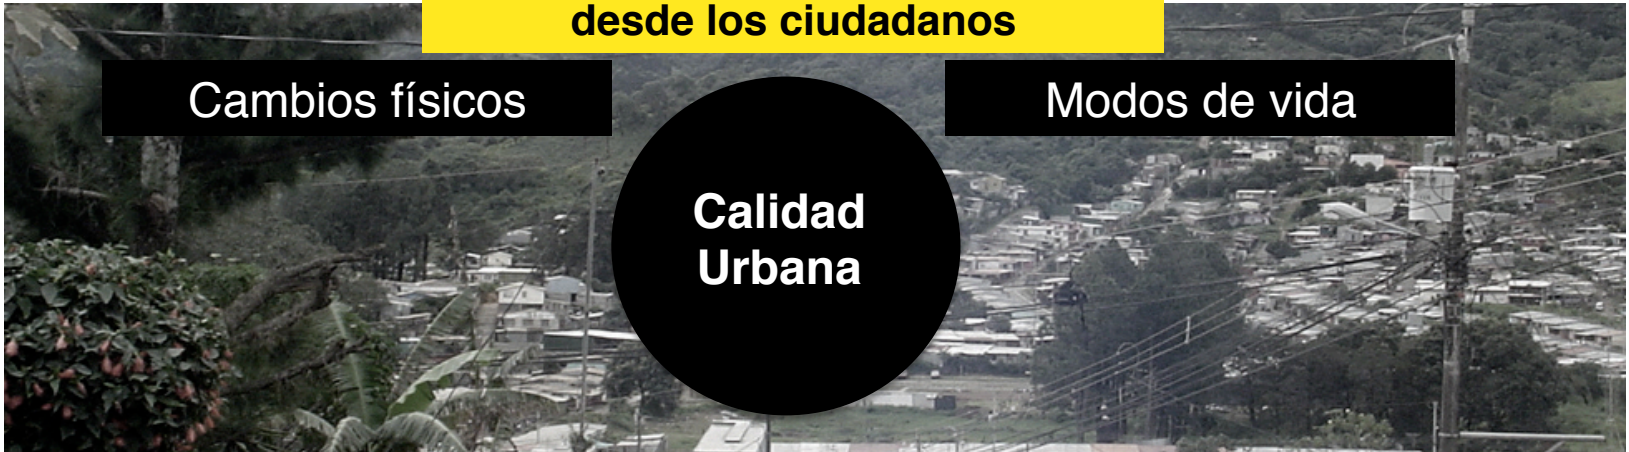 desde los ciudadanos
Cambios físicos
Modos de vida
Calidad
Urbana